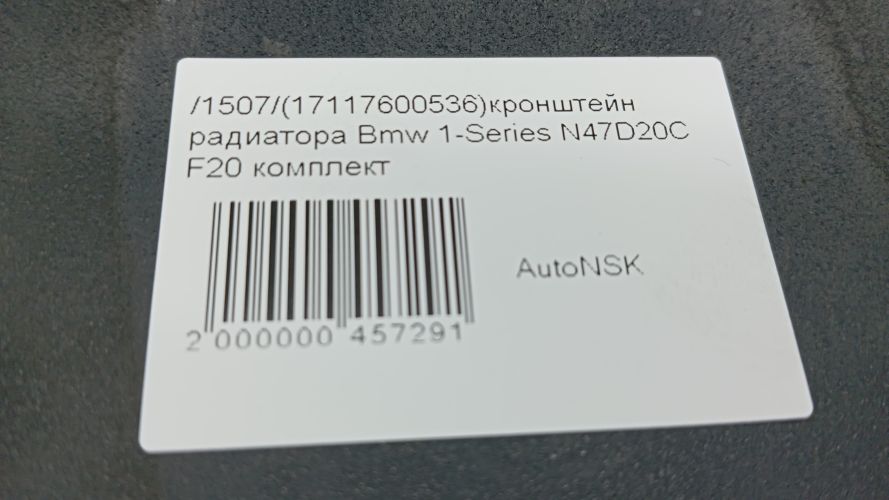 /1507/(17117600536)кронштейн
радиатора Bmw 1-Series N47D20C
F20 комплект
AutoNSK
2 000000 457291